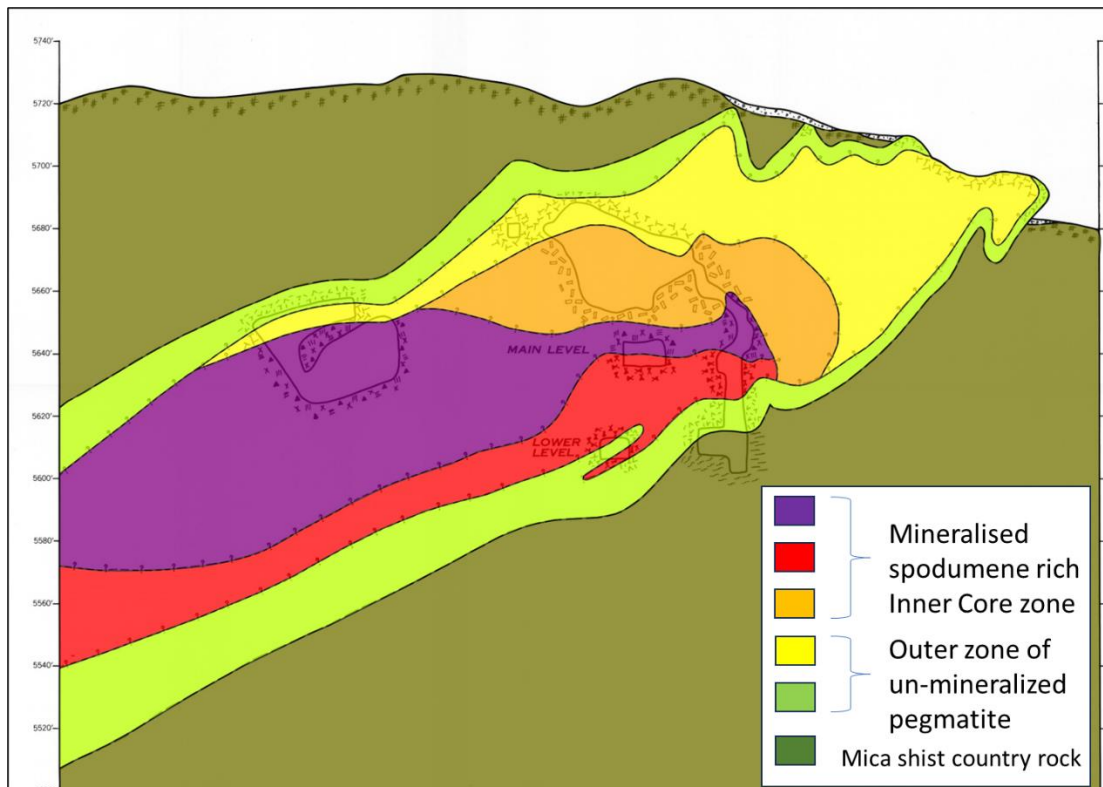 5740'
5720'
5700'
5680'
5660'
5640'
5620'
5600'
5580'
5560'
5540'
5520'
MAIN LEVEL
LOWER
LEVEL
Mineralised
spodumene rich
Inner Core zone
Outer zone of
un-mineralized
pegmatite
Mica shist country rock